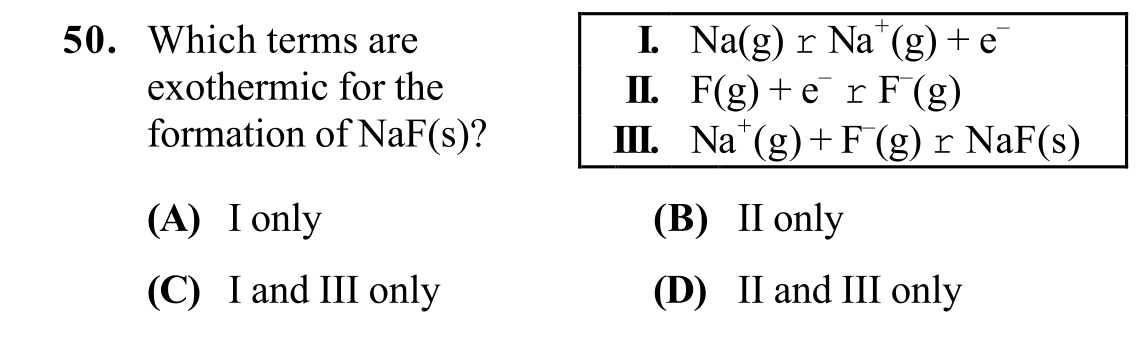 50. Which terms are
exothermic for the
formation of NaF(s)?
I. Na(g) r Na⁺(g) + e⁻
II. F(g) + e⁻ r F⁻(g)
III. Na⁺(g) + F⁻(g) r NaF(s)
(A) I only
(B) II only
(C) I and III only
(D) II and III only